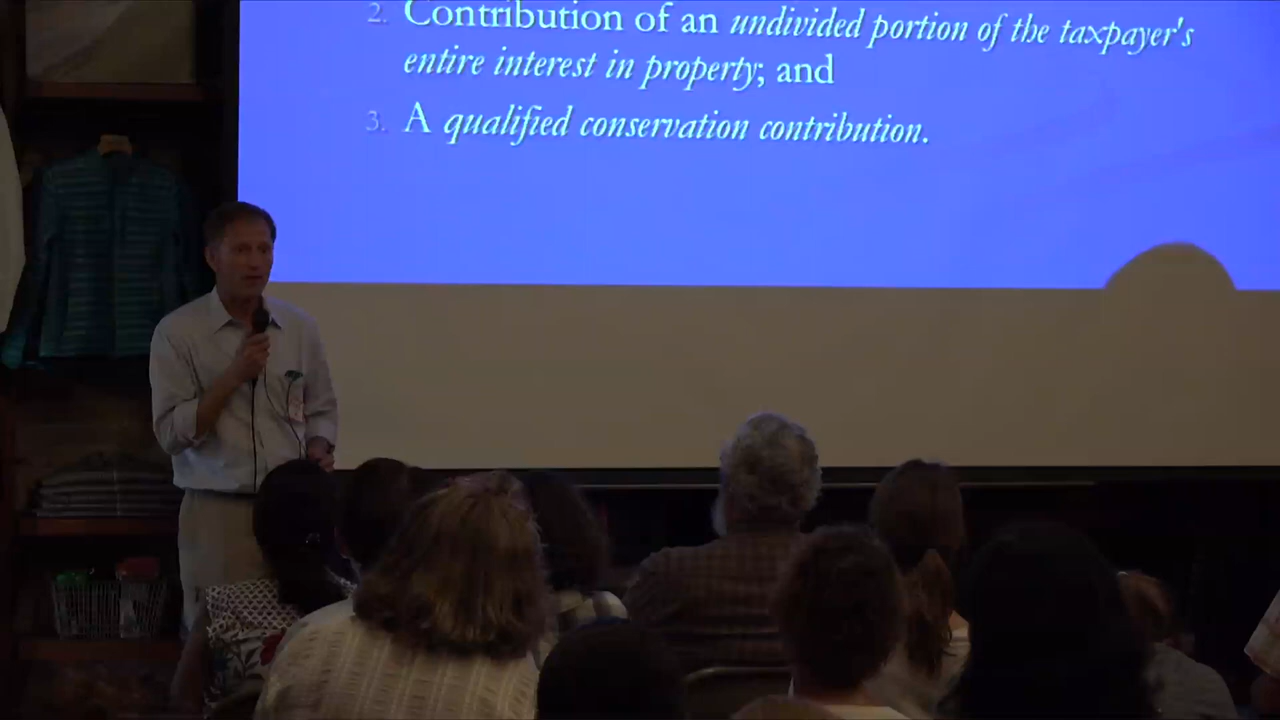 2. Contribution of an undivided portion of the taxpayer's
entire interest in property; and
3. A qualified conservation contribution.